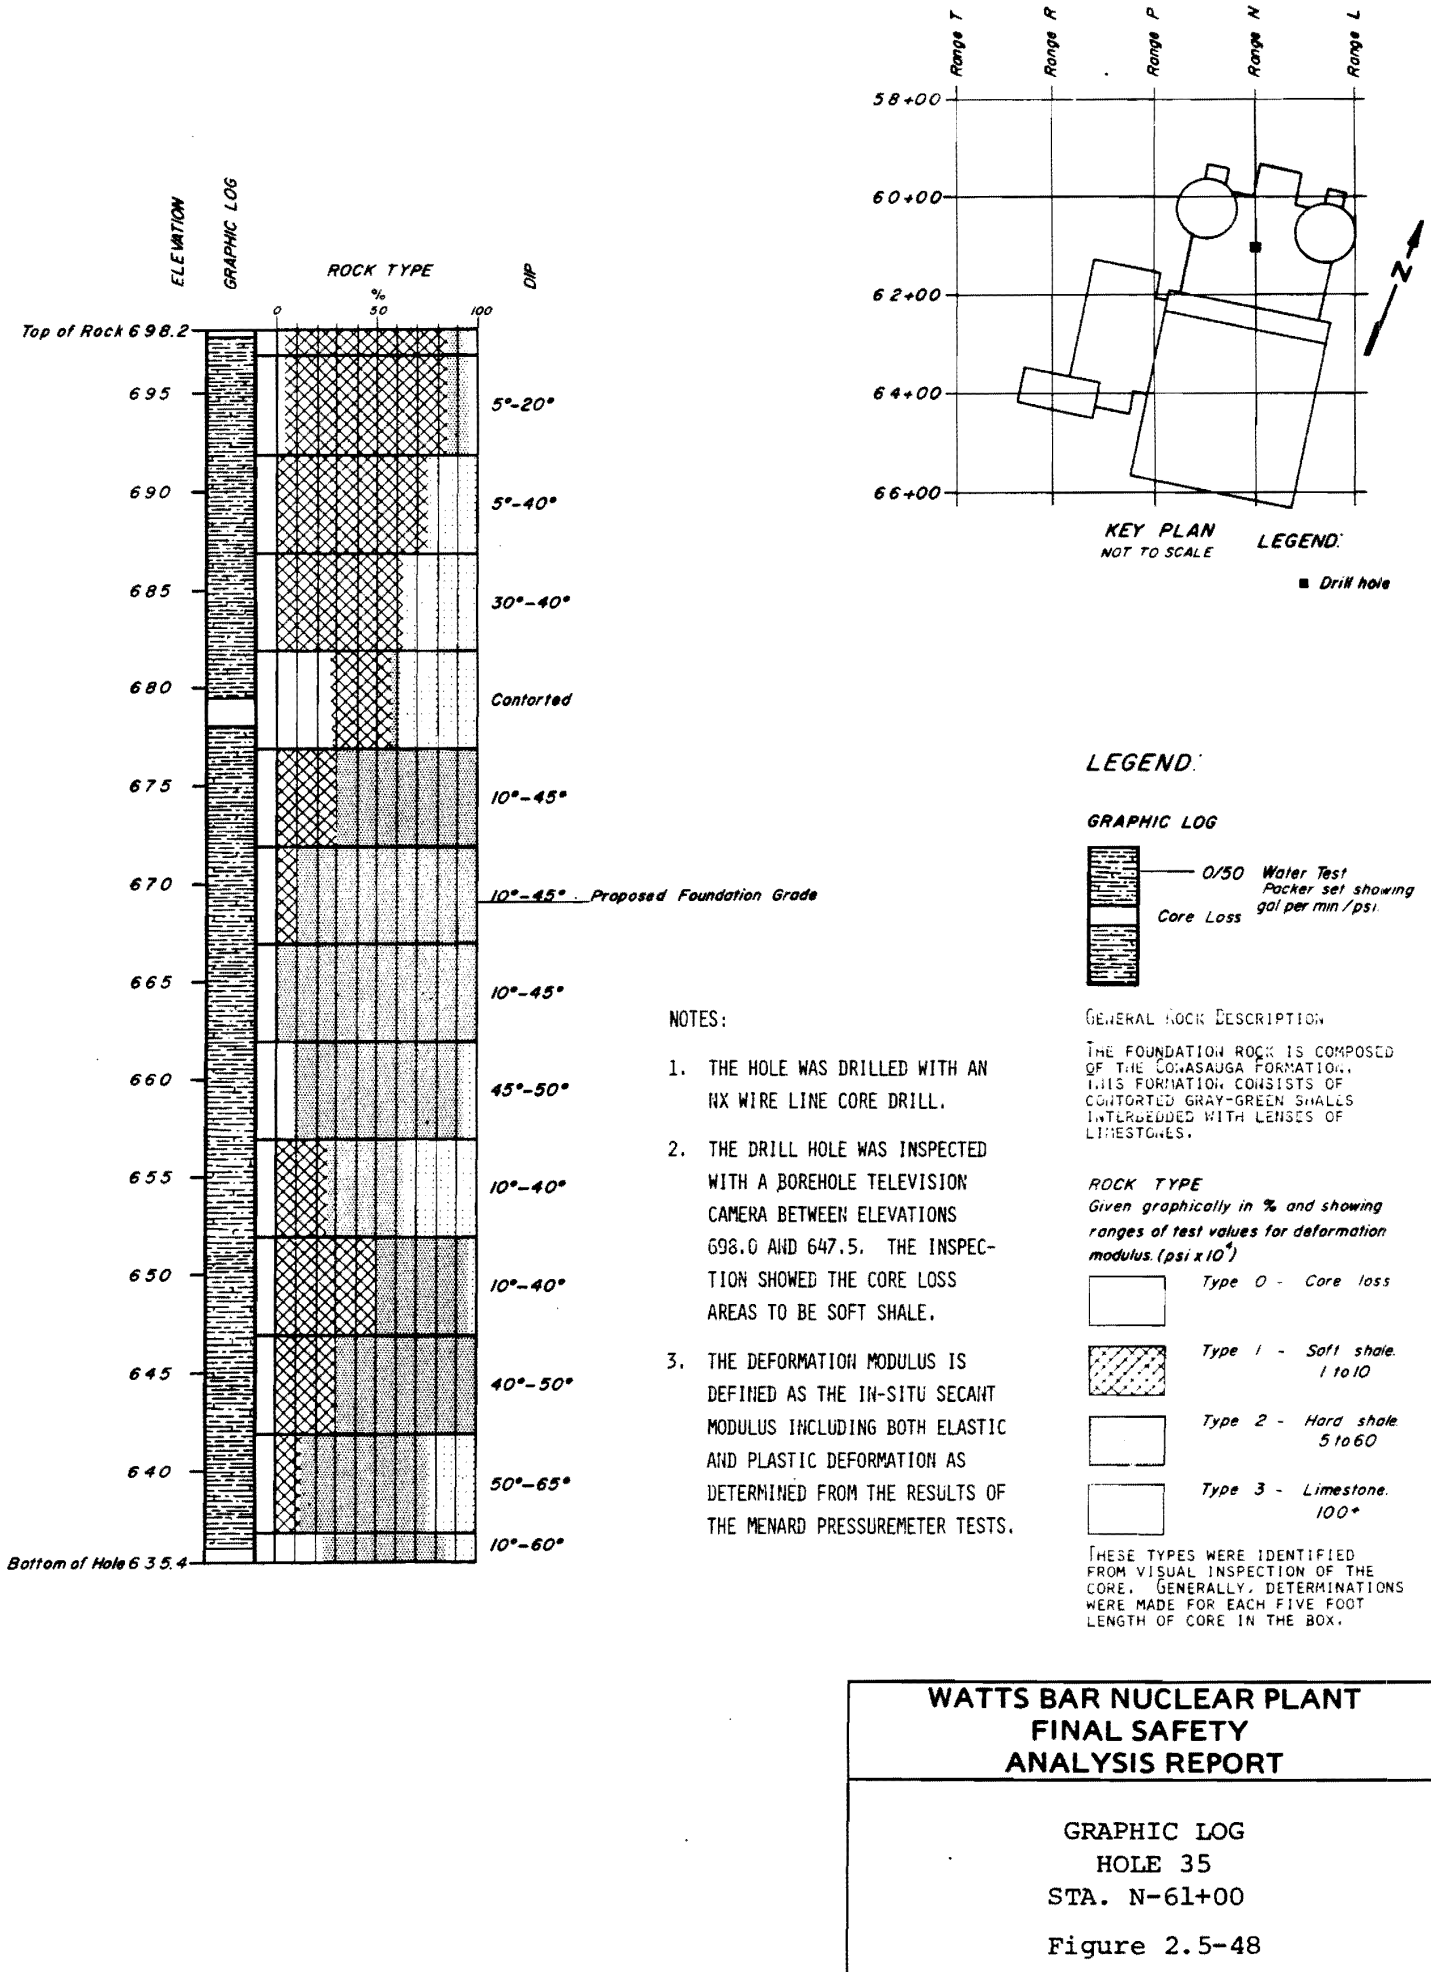 Range T
Range R
Range P
Range N
Range L
58+00
60+00
62+00
64+00
66+00
N
KEY PLAN
NOT TO SCALE
LEGEND:
Drill hole
ELEVATION
GRAPHIC LOG
ROCK TYPE
%
DIP
0 50 100
Top of Rock 698.2
695
5°-20°
690
5°-40°
685
30°-40°
680
Contorted
675
10°-45°
670
10°-45° Proposed Foundation Grade
665
10°-45°
660
45°-50°
655
10°-40°
650
10°-40°
645
40°-50°
640
50°-65°
10°-60°
Bottom of Hole 635.4
NOTES:
1. THE HOLE WAS DRILLED WITH AN
NX WIRE LINE CORE DRILL.
2. THE DRILL HOLE WAS INSPECTED
WITH A BOREHOLE TELEVISION
CAMERA BETWEEN ELEVATIONS
698.0 AND 647.5. THE INSPEC-
TION SHOWED THE CORE LOSS
AREAS TO BE SOFT SHALE.
3. THE DEFORMATION MODULUS IS
DEFINED AS THE IN-SITU SECANT
MODULUS INCLUDING BOTH ELASTIC
AND PLASTIC DEFORMATION AS
DETERMINED FROM THE RESULTS OF
THE MENARD PRESSUREMETER TESTS.
LEGEND:
GRAPHIC LOG
0/50 Water Test
Packer set showing
gal per min/psi.
Core Loss
GENERAL ROCK DESCRIPTION
THE FOUNDATION ROCK IS COMPOSED
OF THE CONASAUGA FORMATION.
THIS FORMATION CONSISTS OF
CONTORTED GRAY-GREEN SHALES
INTERBEDDED WITH LENSES OF
LIMESTONES.
ROCK TYPE
Given graphically in % and showing
ranges of test values for deformation
modulus. (psi x 10⁴)
Type 0 - Core loss
Type 1 - Soft shale.
1 to 10
Type 2 - Hard shale.
5 to 60
Type 3 - Limestone.
100+
THESE TYPES WERE IDENTIFIED
FROM VISUAL INSPECTION OF THE
CORE. GENERALLY, DETERMINATIONS
WERE MADE FOR EACH FIVE FOOT
LENGTH OF CORE IN THE BOX.
WATTS BAR NUCLEAR PLANT
FINAL SAFETY
ANALYSIS REPORT
GRAPHIC LOG
HOLE 35
STA. N-61+00
Figure 2.5-48